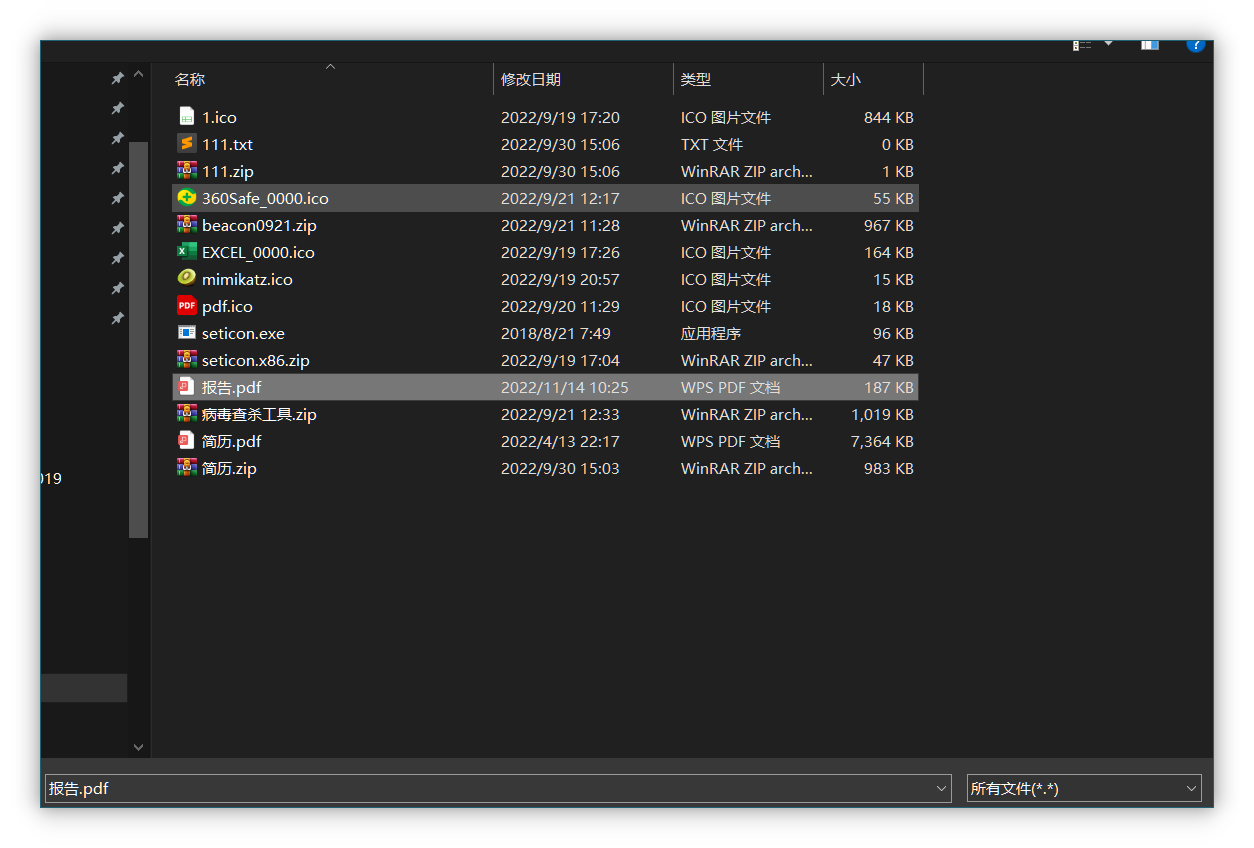 名称 修改日期 类型 大小
1.ico 2022/9/19 17:20 ICO 图片文件 844 KB
111.txt 2022/9/30 15:06 TXT 文件 0 KB
111.zip 2022/9/30 15:06 WinRAR ZIP arch... 1 KB
360Safe_0000.ico 2022/9/21 12:17 ICO 图片文件 55 KB
beacon0921.zip 2022/9/21 11:28 WinRAR ZIP arch... 967 KB
EXCEL_0000.ico 2022/9/19 17:26 ICO 图片文件 164 KB
mimikatz.ico 2022/9/19 20:57 ICO 图片文件 15 KB
PDF pdf.ico 2022/9/20 11:29 ICO 图片文件 18 KB
seticon.exe 2018/8/21 7:49 应用程序 96 KB
seticon.x86.zip 2022/9/19 17:04 WinRAR ZIP arch... 47 KB
报告.pdf 2022/11/14 10:25 WPS PDF 文档 187 KB
病毒查杀工具.zip 2022/9/21 12:33 WinRAR ZIP arch... 1,019 KB
简历.pdf 2022/4/13 22:17 WPS PDF 文档 7,364 KB
简历.zip 2022/9/30 15:03 WinRAR ZIP arch... 983 KB
019
报告.pdf 所有文件(*.*)